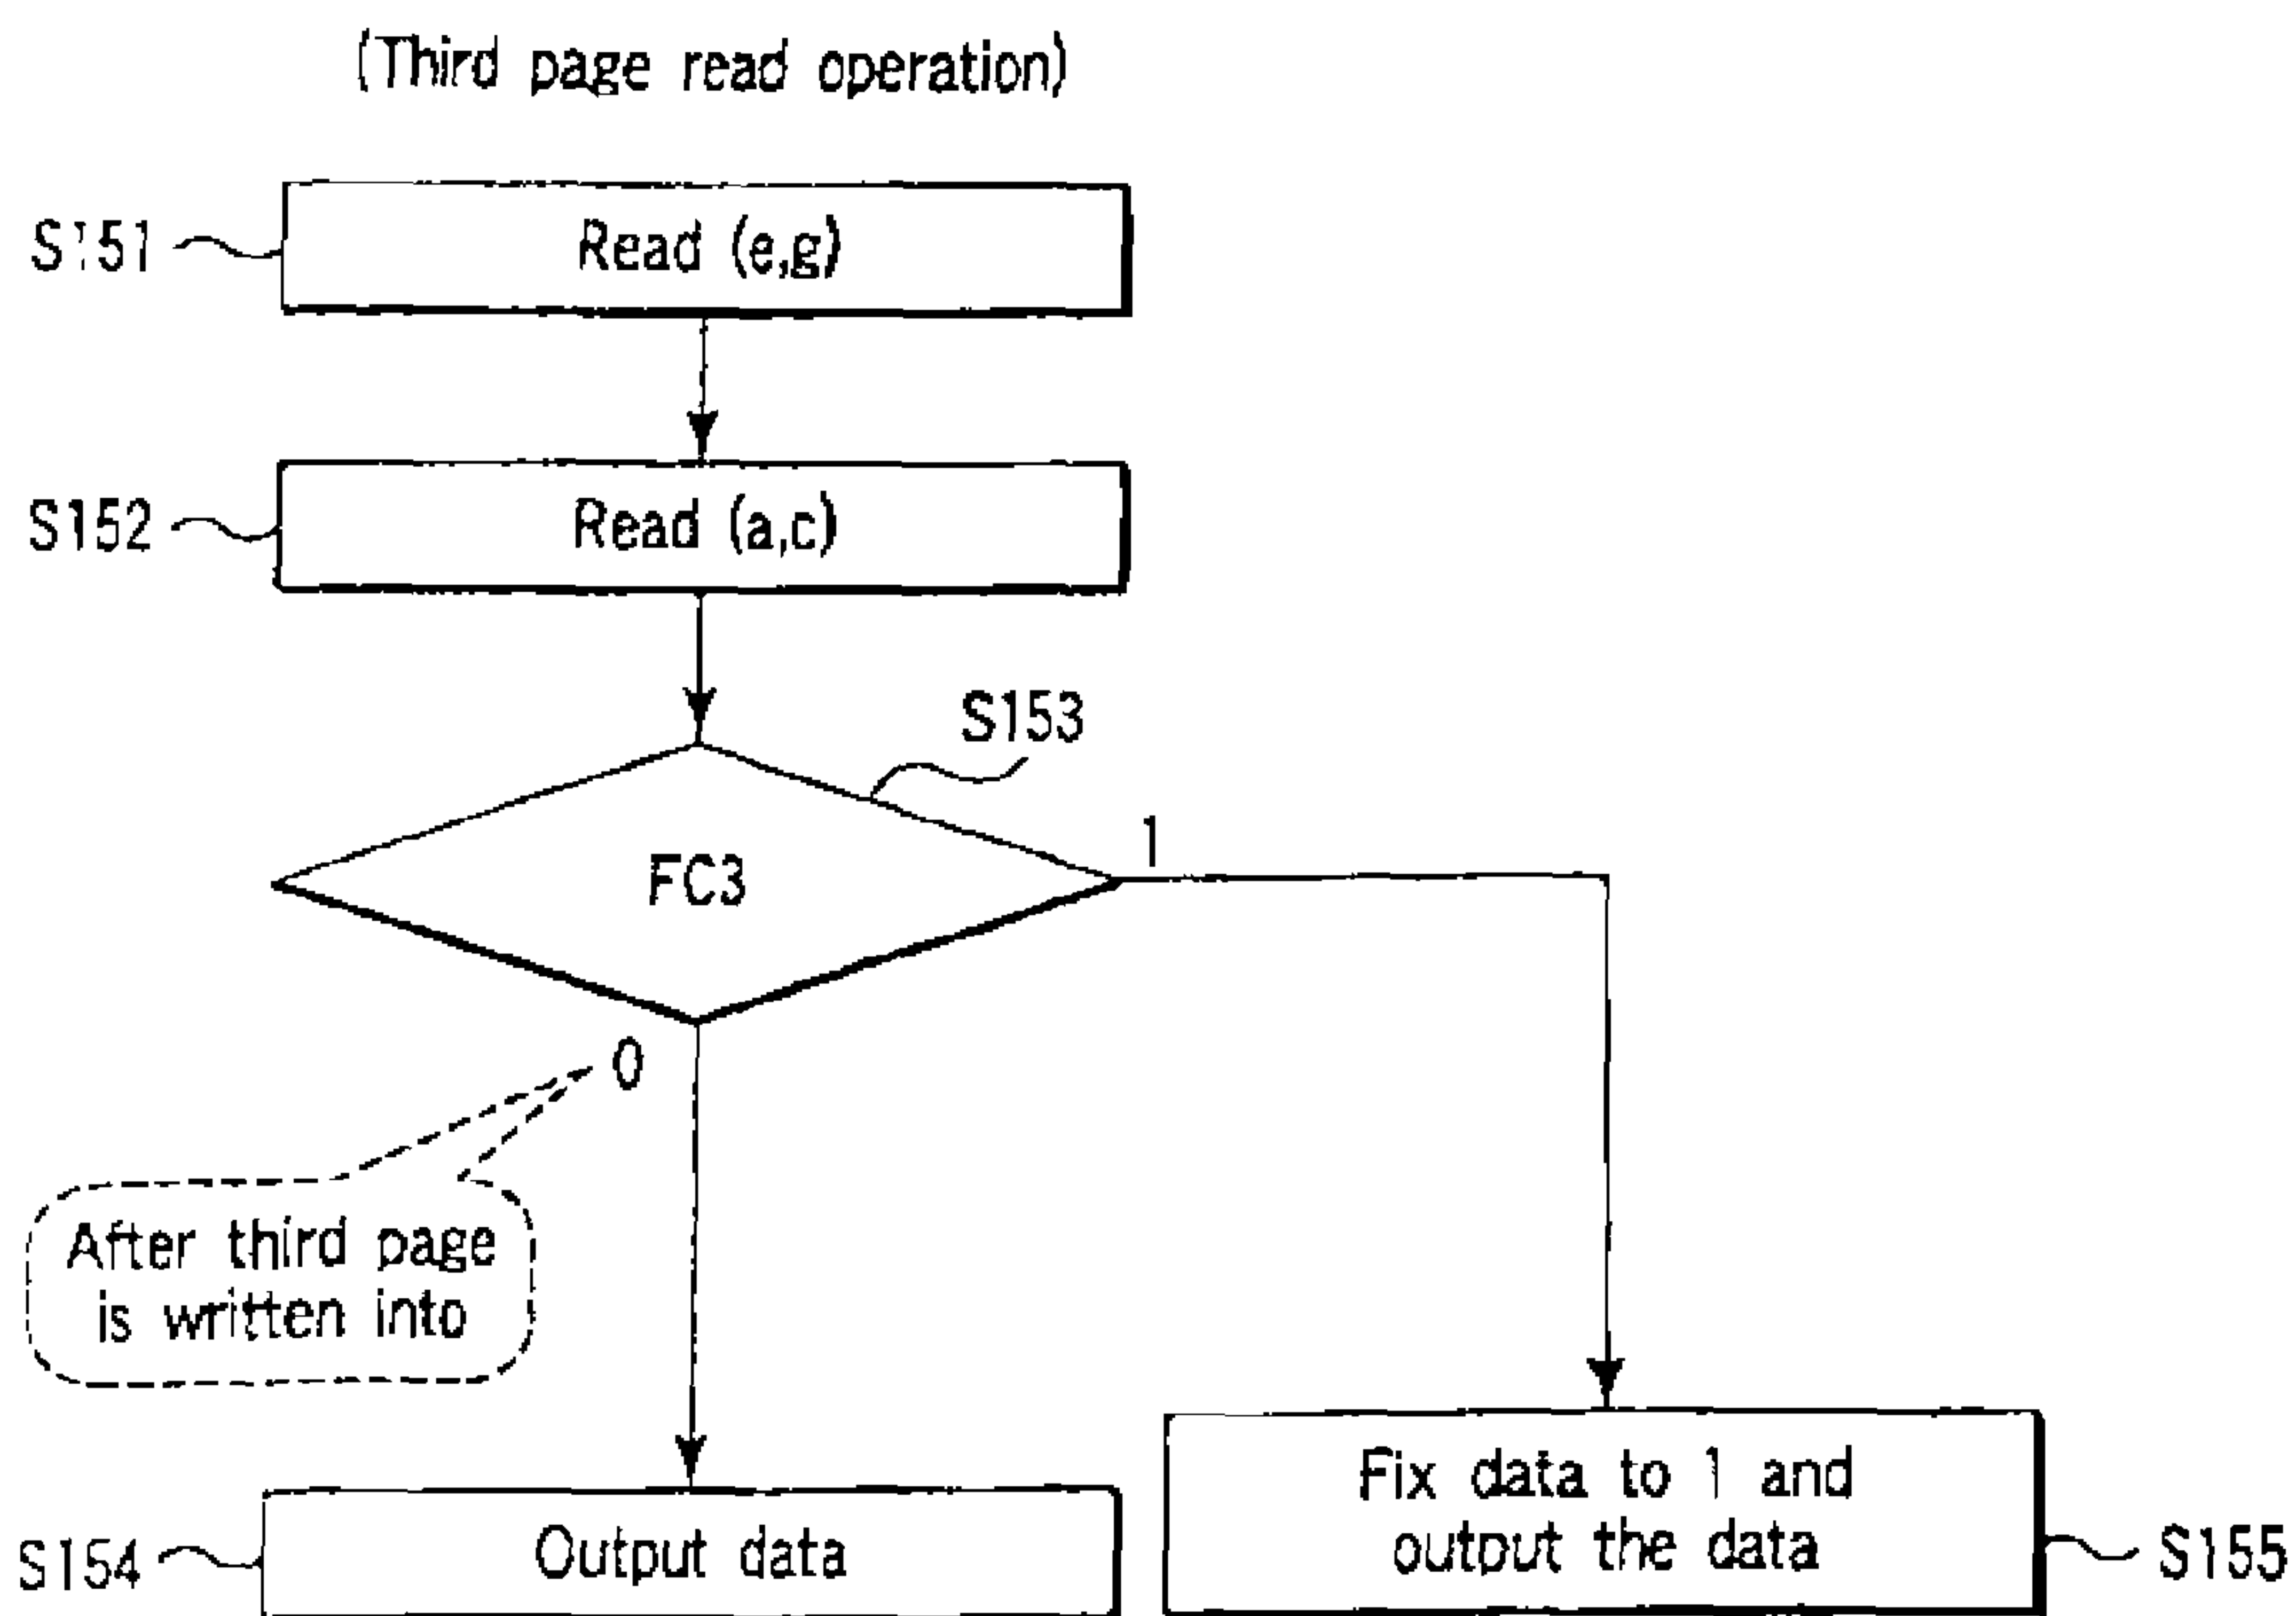 (Third page read operation)
S151
Read (e,g)
S152
Read (a,c)
S153
FC3
1
0
After third page
is written into
Fix data to 1 and
output the data
S155
S154
Output data